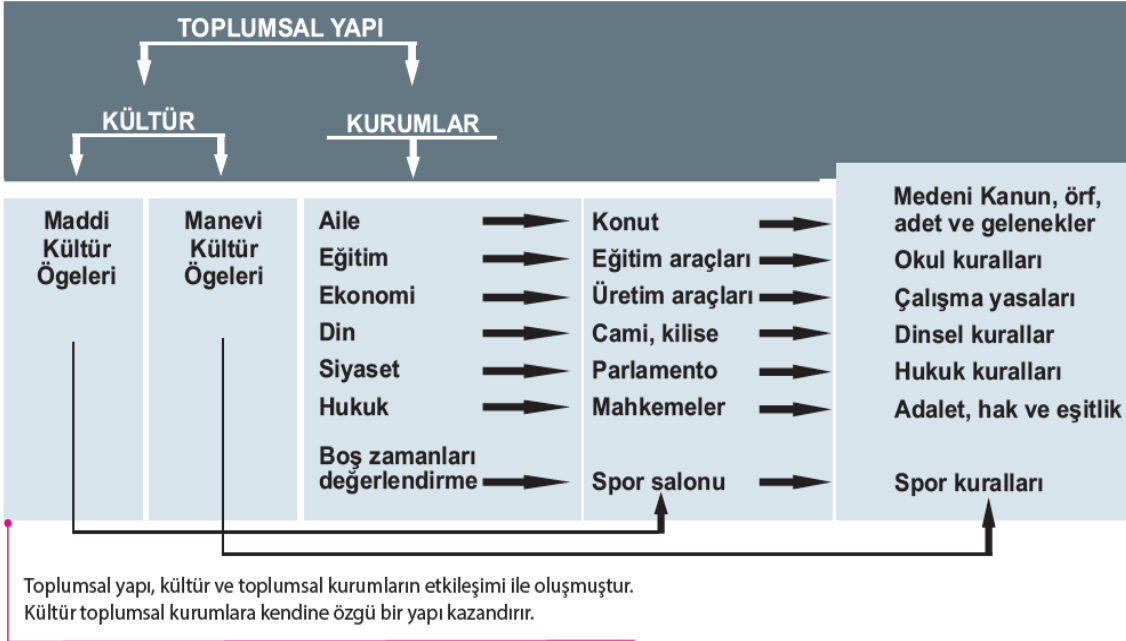 TOPLUMSAL YAPI
KÜLTÜR
KURUMLAR
Maddi
Kültür
Ögeleri
Manevi
Kültür
Ögeleri
Aile
Eğitim
Ekonomi
Din
Siyaset
Hukuk
Boş zamanları
değerlendirme
Konut
Eğitim araçları
Üretim araçları
Cami, kilise
Parlamento
Mahkemeler
Spor salonu
Medeni Kanun, örf,
adet ve gelenekler
Okul kuralları
Çalışma yasaları
Dinsel kurallar
Hukuk kuralları
Adalet, hak ve eşitlik
Spor kuralları
Toplumsal yapı, kültür ve toplumsal kurumların etkileşimi ile oluşmuştur.
Kültür toplumsal kurumlara kendine özgü bir yapı kazandırır.